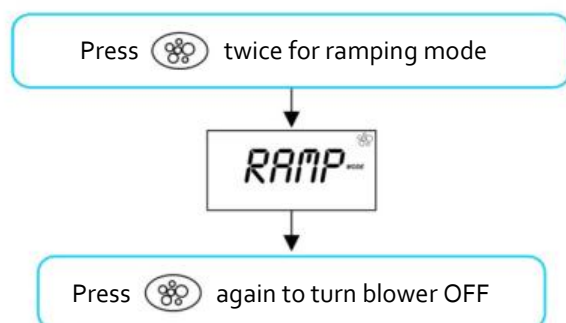 Press twice for ramping mode
RAMP MODE
Press again to turn blower OFF